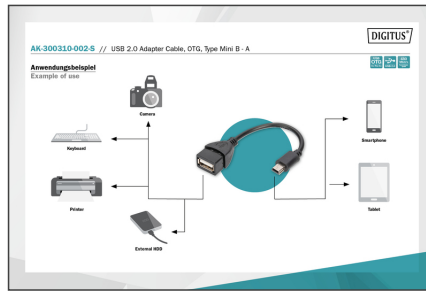 DIGITUS®
AK-300310-002-S // USB 2.0 Adapter Cable, OTG, Type Mini B - A
Anwendungsbeispiel
Example of use
OTG
Camera
Keyboard
Smartphone
Printer
Tablet
External HDD